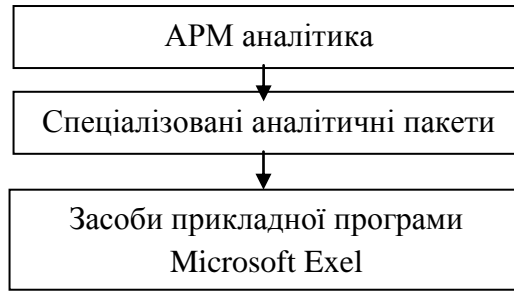 АРМ аналітика
Спеціалізовані аналітичні пакети
Засоби прикладної програми
Microsoft Exel